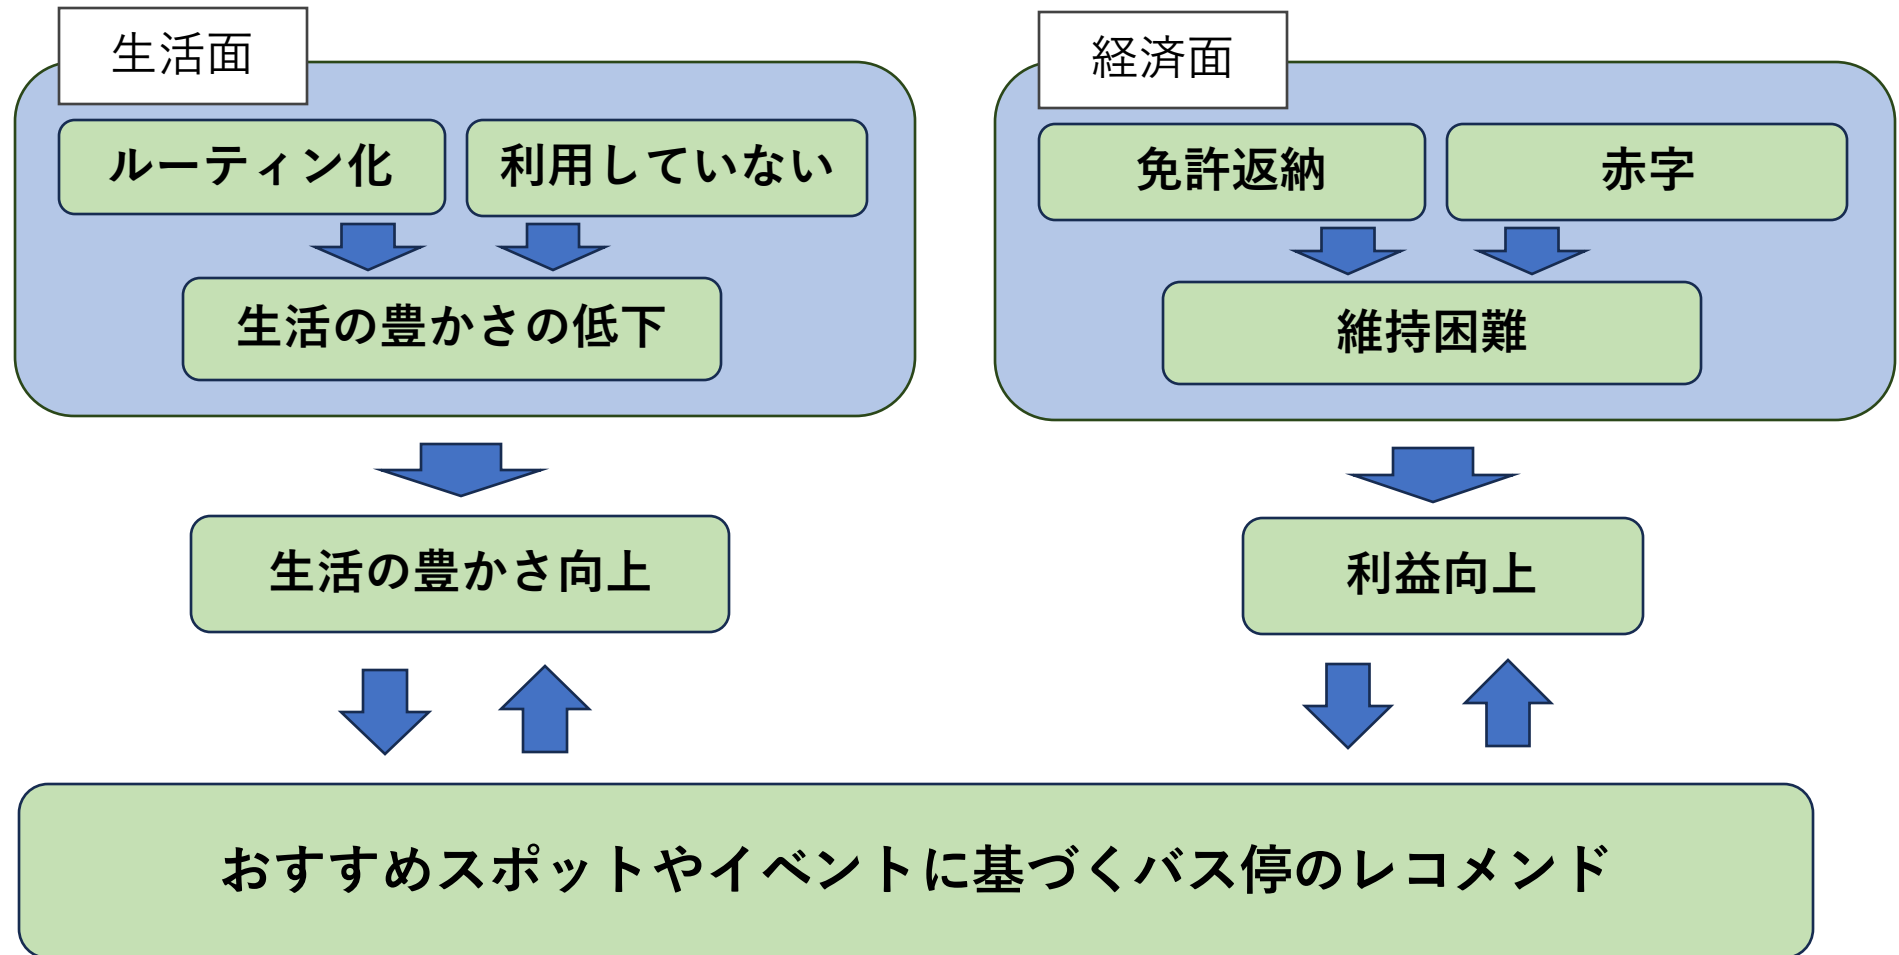 生活面
ルーティン化
利用していない
生活の豊かさの低下
生活の豊かさ向上
経済面
免許返納
赤字
維持困難
利益向上
おすすめスポットやイベントに基づくバス停のレコメンド